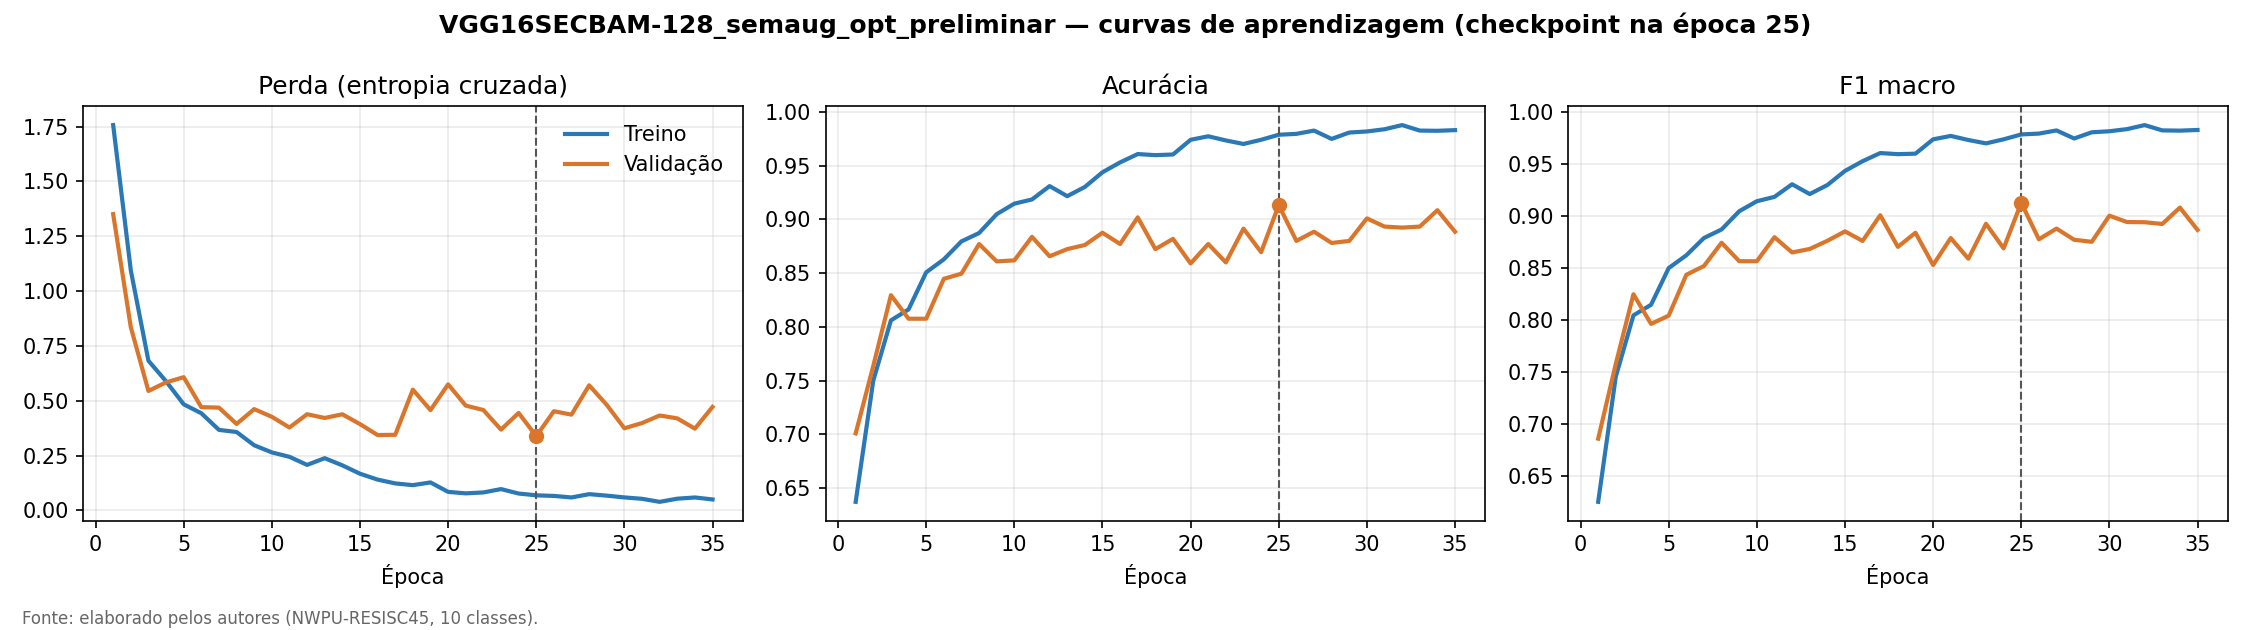 VGG16SECBAM-128_semaug_opt_preliminar — curvas de aprendizagem (checkpoint na época 25)
Perda (entropia cruzada)
1.75
1.50
1.25
1.00
0.75
0.50
0.25
0.00
Treino
Validação
0 5 10 15 20 25 30 35
Época
Acurácia
1.00
0.95
0.90
0.85
0.80
0.75
0.70
0.65
0 5 10 15 20 25 30 35
Época
F1 macro
1.00
0.95
0.90
0.85
0.80
0.75
0.70
0.65
0 5 10 15 20 25 30 35
Época
Fonte: elaborado pelos autores (NWPU-RESISC45, 10 classes).